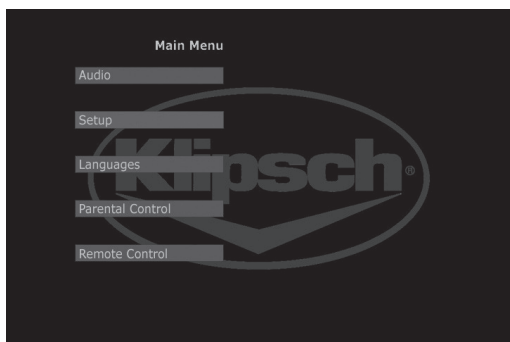 Main Menu
Audio
Setup
Languages
Parental Control
Remote Control
Klipsch®